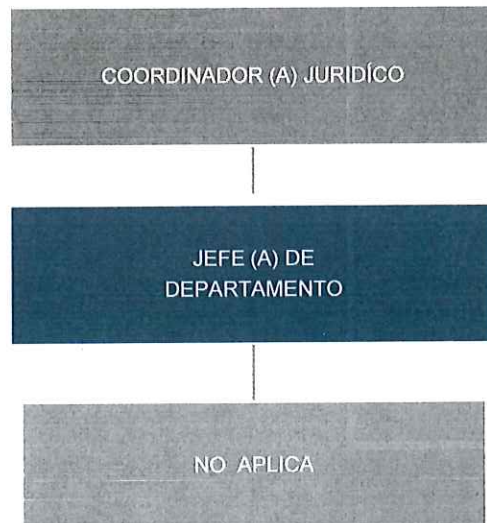 COORDINADOR (A) JURIDÍCO
JEFE (A) DE
DEPARTAMENTO
NO APLICA